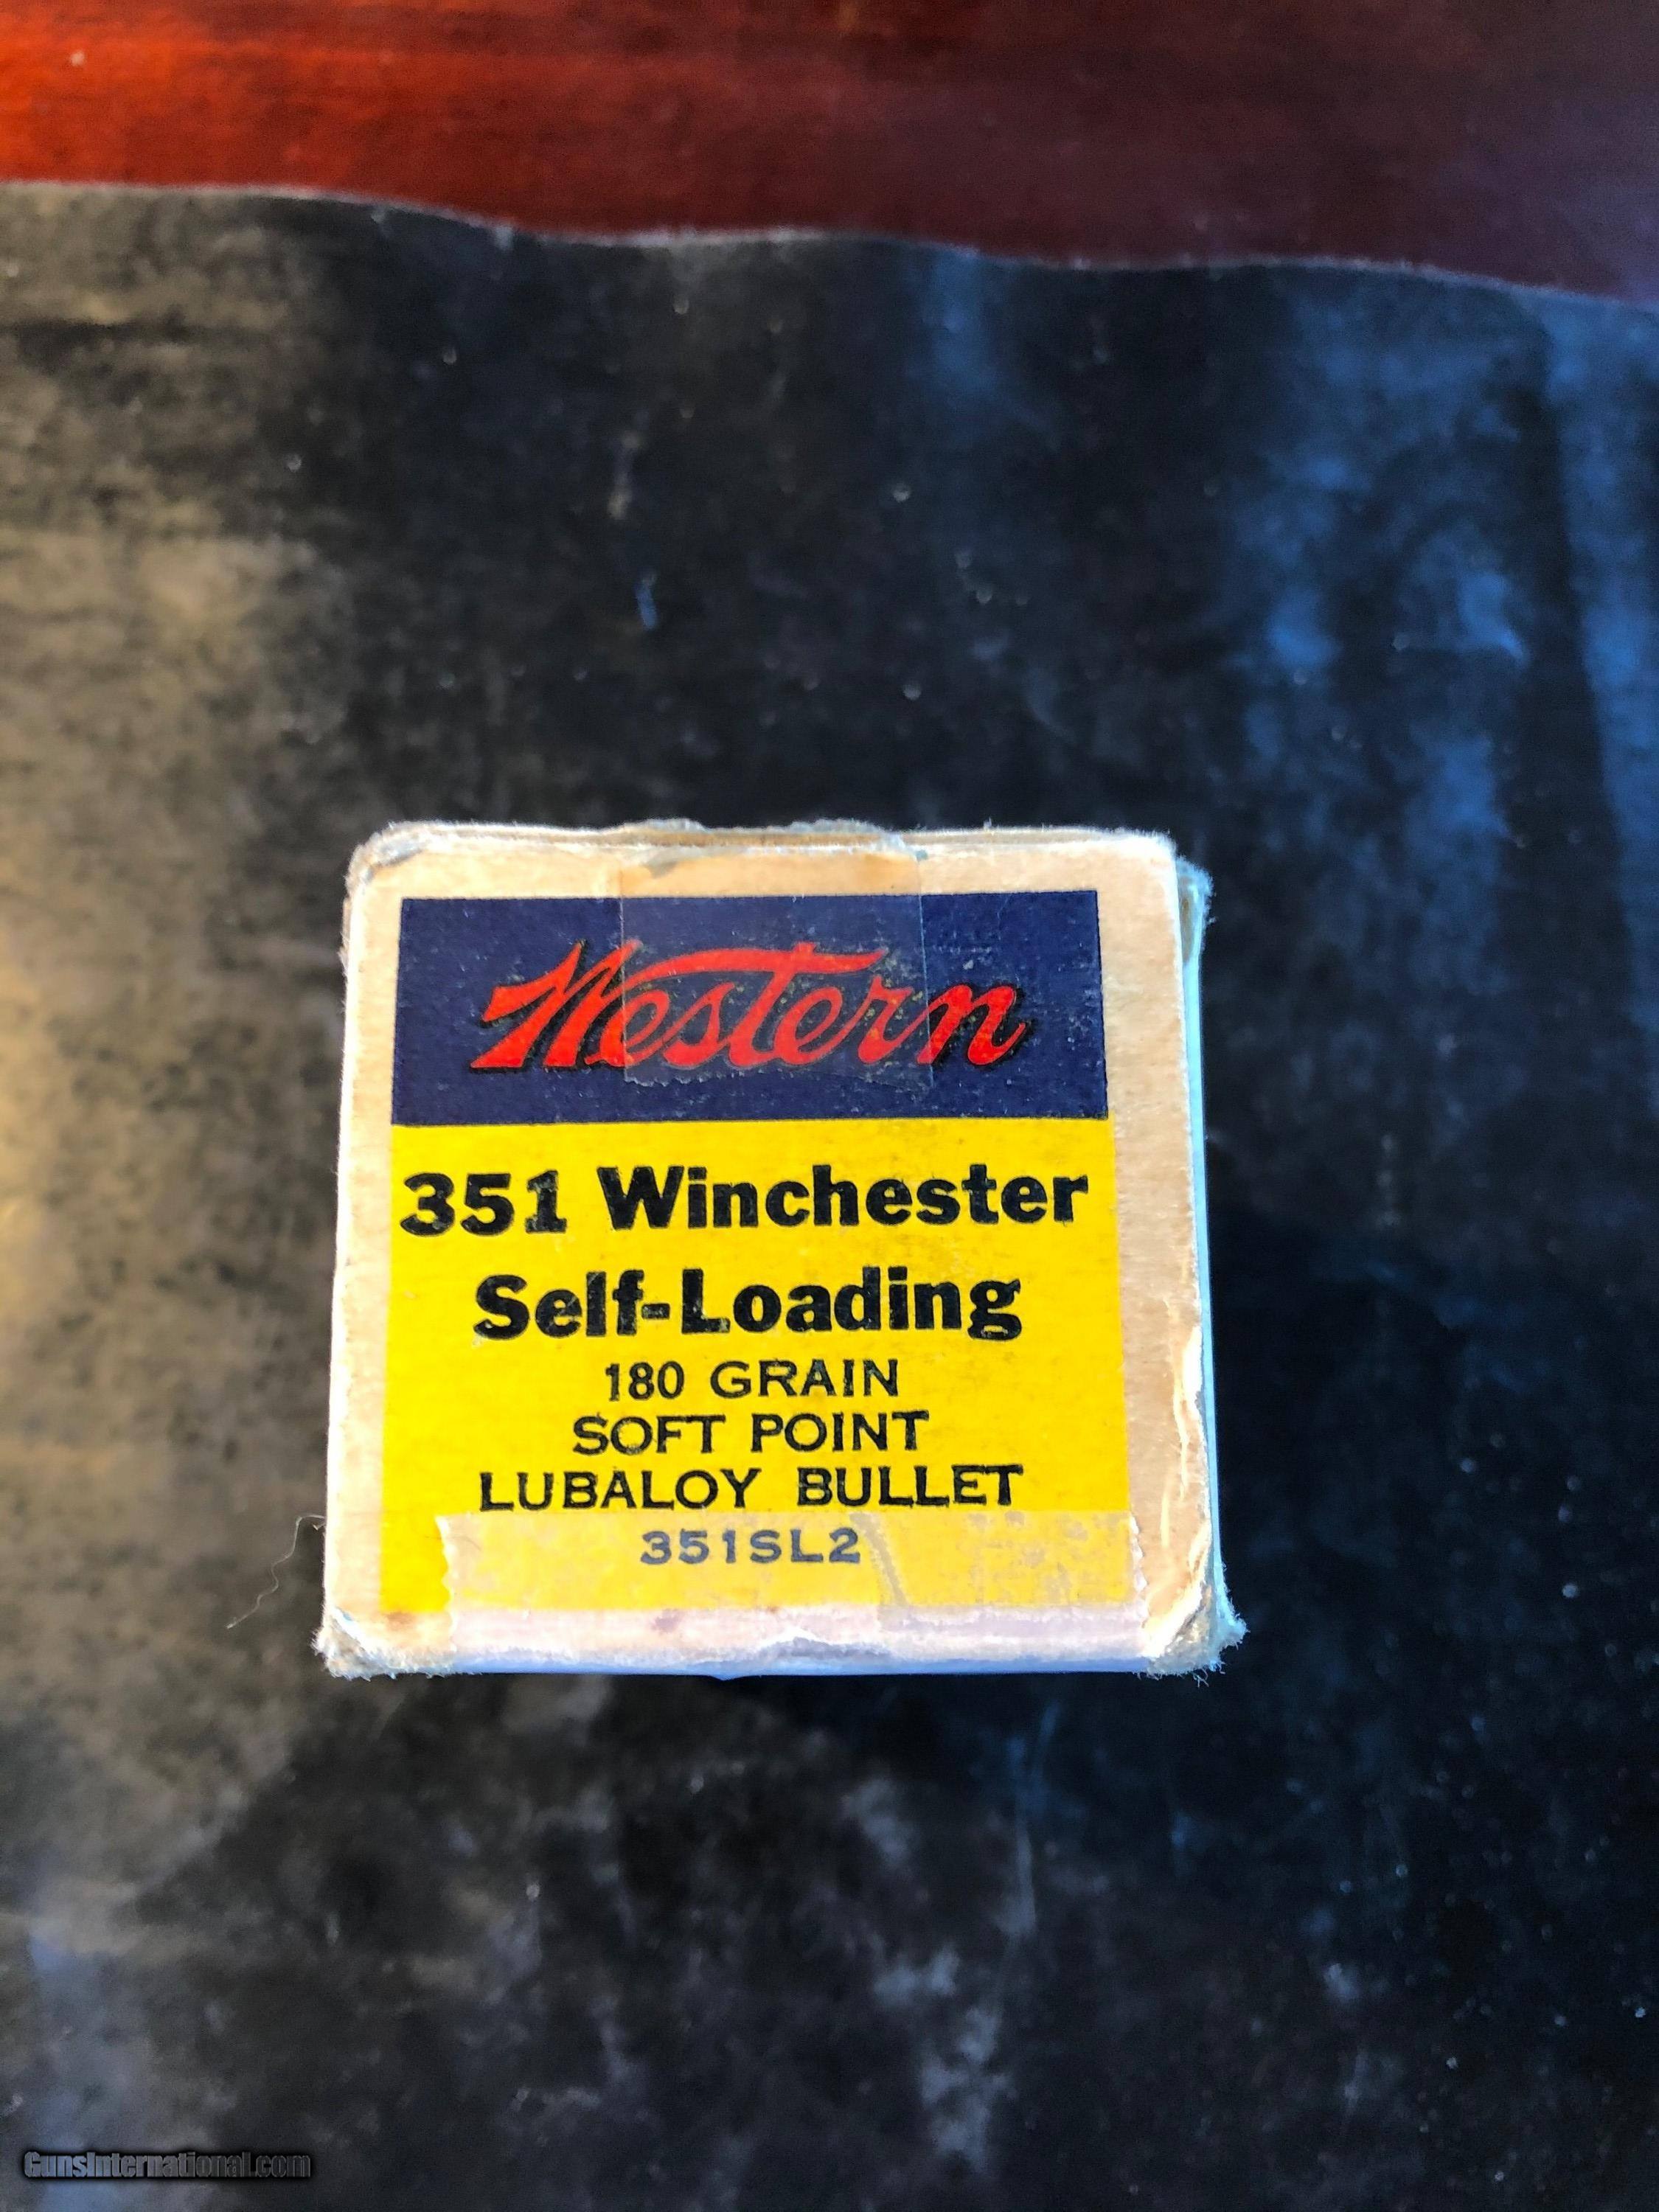 Western
351 Winchester
Self-Loading
180 GRAIN
SOFT POINT
LUBALOY BULLET
351SL2
GunsInternational.com